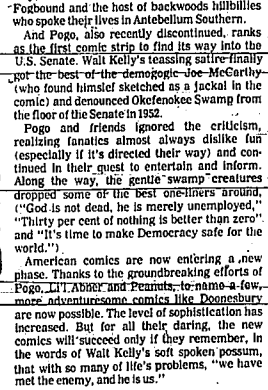 Fogbound and the host of backwoods hillbillies
who spoke their lives in Antebellum Southern.
And Pogo, also recently discontinued, ranks
as the first comic strip to find its way into the
U.S. Senate. Walt Kelly's teasing satire finally
got the best of the demogogic Joe McCarthy
(who found himslef sketched as a jackal in the
comic) and denounced Okefenokee Swamp from
the floor of the Senate in 1952.
Pogo and friends ignored the criticism,
realizing fanatics almost always dislike fun
(especially if it's directed their way) and con-
tinued in their quest to entertain and inform.
Along the way, the gentle swamp creatures
dropped some of the best one-liners around,
("God is not dead, he is merely unemployed,"
"Thirty per cent of nothing is better than zero"
and "It's time to make Democracy safe for the
world.")
American comics are now entering a new
phase. Thanks to the groundbreaking efforts of
Pogo, Li'l Abner and Peanuts, to name a few,
more adventuresome comics like Doonesbury
are now possible. The level of sophistication has
increased. But for all their daring, the new
comics will succeed only if they remember, in
the words of Walt Kelly's soft spoken possum,
that with so many of life's problems, "we have
met the enemy, and he is us."